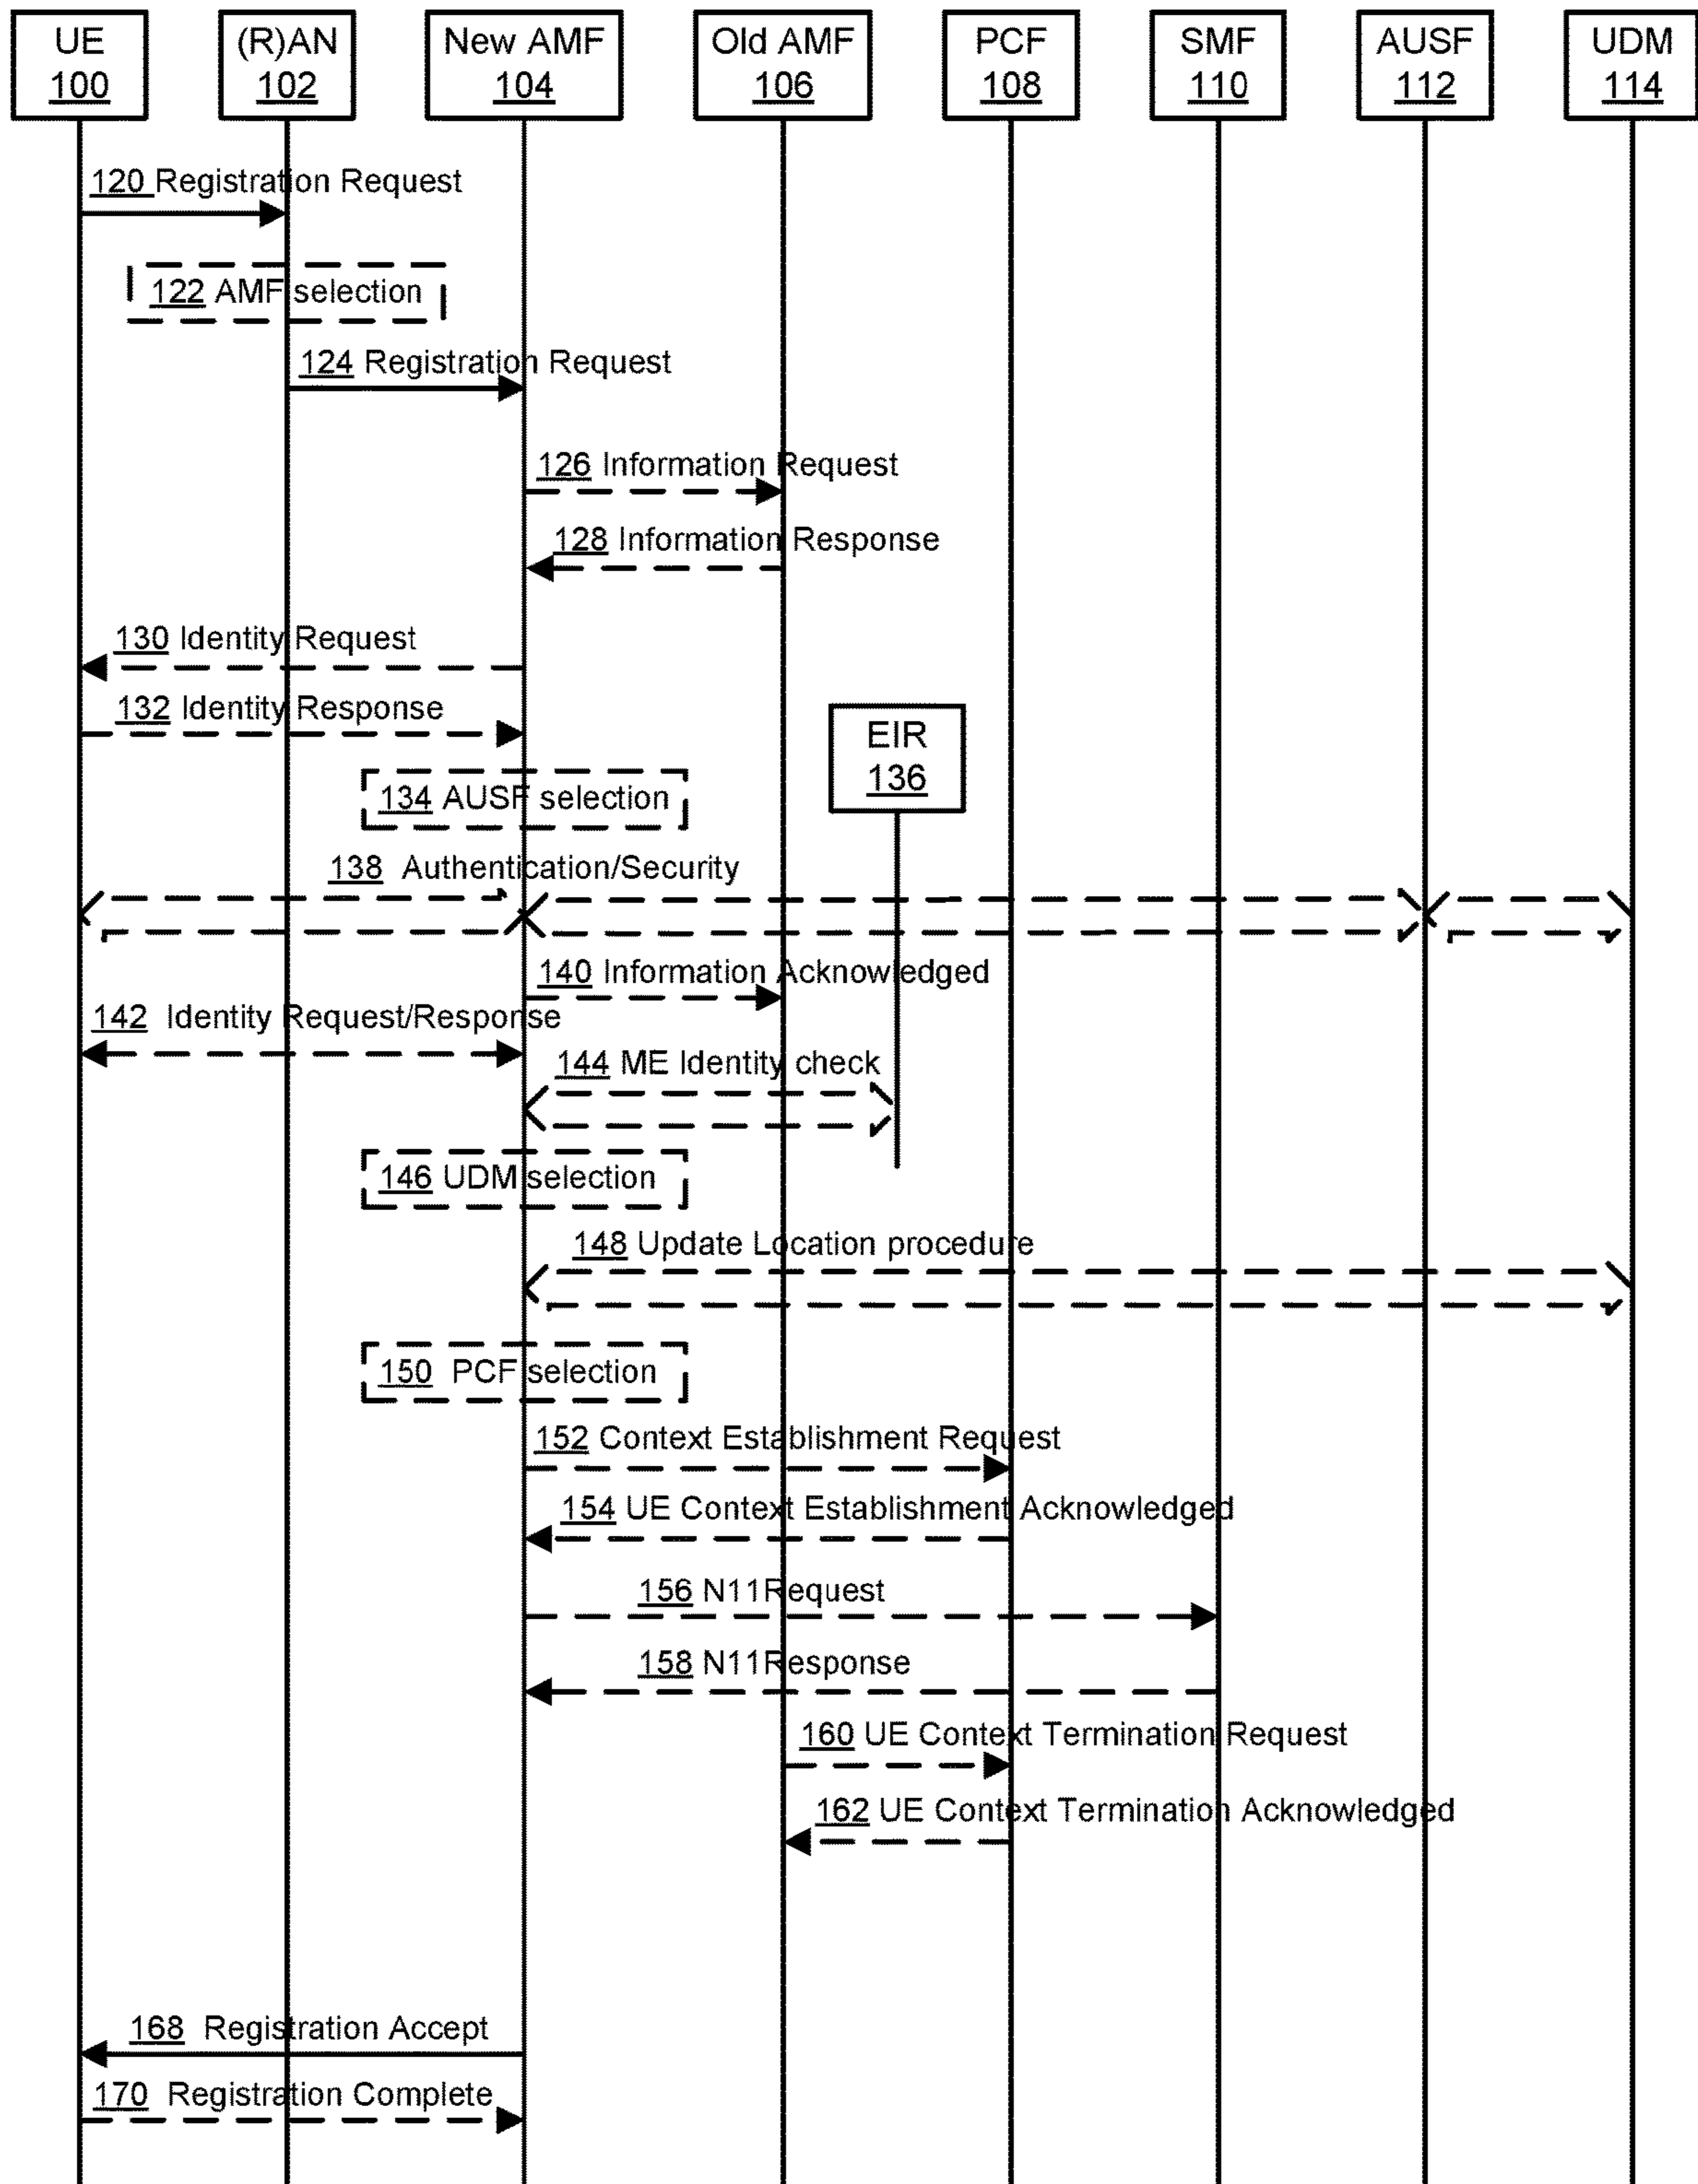 UE
100
(R)AN
102
New AMF
104
Old AMF
106
PCF
108
SMF
110
AUSF
112
UDM
114
120 Registration Request
122 AMF selection
124 Registration Request
126 Information Request
128 Information Response
130 Identity Request
132 Identity Response
EIR
136
134 AUSF selection
138 Authentication/Security
140 Information Acknowledged
142 Identity Request/Response
144 ME Identity check
146 UDM selection
148 Update Location procedure
150 PCF selection
152 Context Establishment Request
154 UE Context Establishment Acknowledged
156 N11Request
158 N11Response
160 UE Context Termination Request
162 UE Context Termination Acknowledged
168 Registration Accept
170 Registration Complete